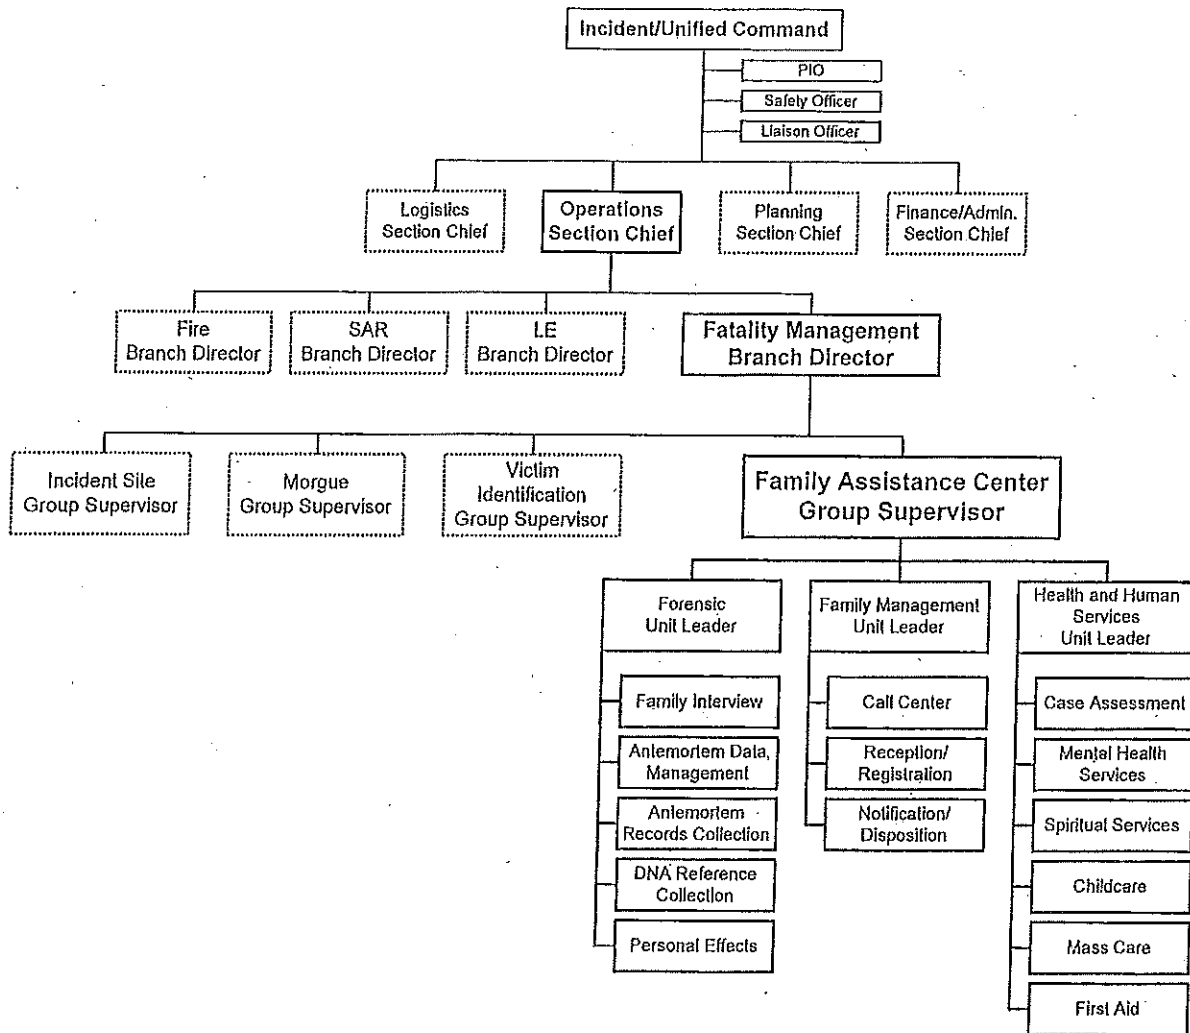 Incident/Unified Command
PIO
Safety Officer
Liaison Officer
Logistics
Section Chief
Operations
Section Chief
Planning
Section Chief
Finance/Admin.
Section Chief
Fire
Branch Director
SAR
Branch Director
LE
Branch Director
Fatality Management
Branch Director
Incident Site
Group Supervisor
Morgue
Group Supervisor
Victim
Identification
Group Supervisor
Family Assistance Center
Group Supervisor
Forensic
Unit Leader
Family Interview
Antemortem Data
Management
Antemortem
Records Collection
DNA Reference
Collection
Personal Effects
Family Management
Unit Leader
Call Center
Reception/
Registration
Notification/
Disposition
Health and Human
Services
Unit Leader
Case Assessment
Mental Health
Services
Spiritual Services
Childcare
Mass Care
First Aid